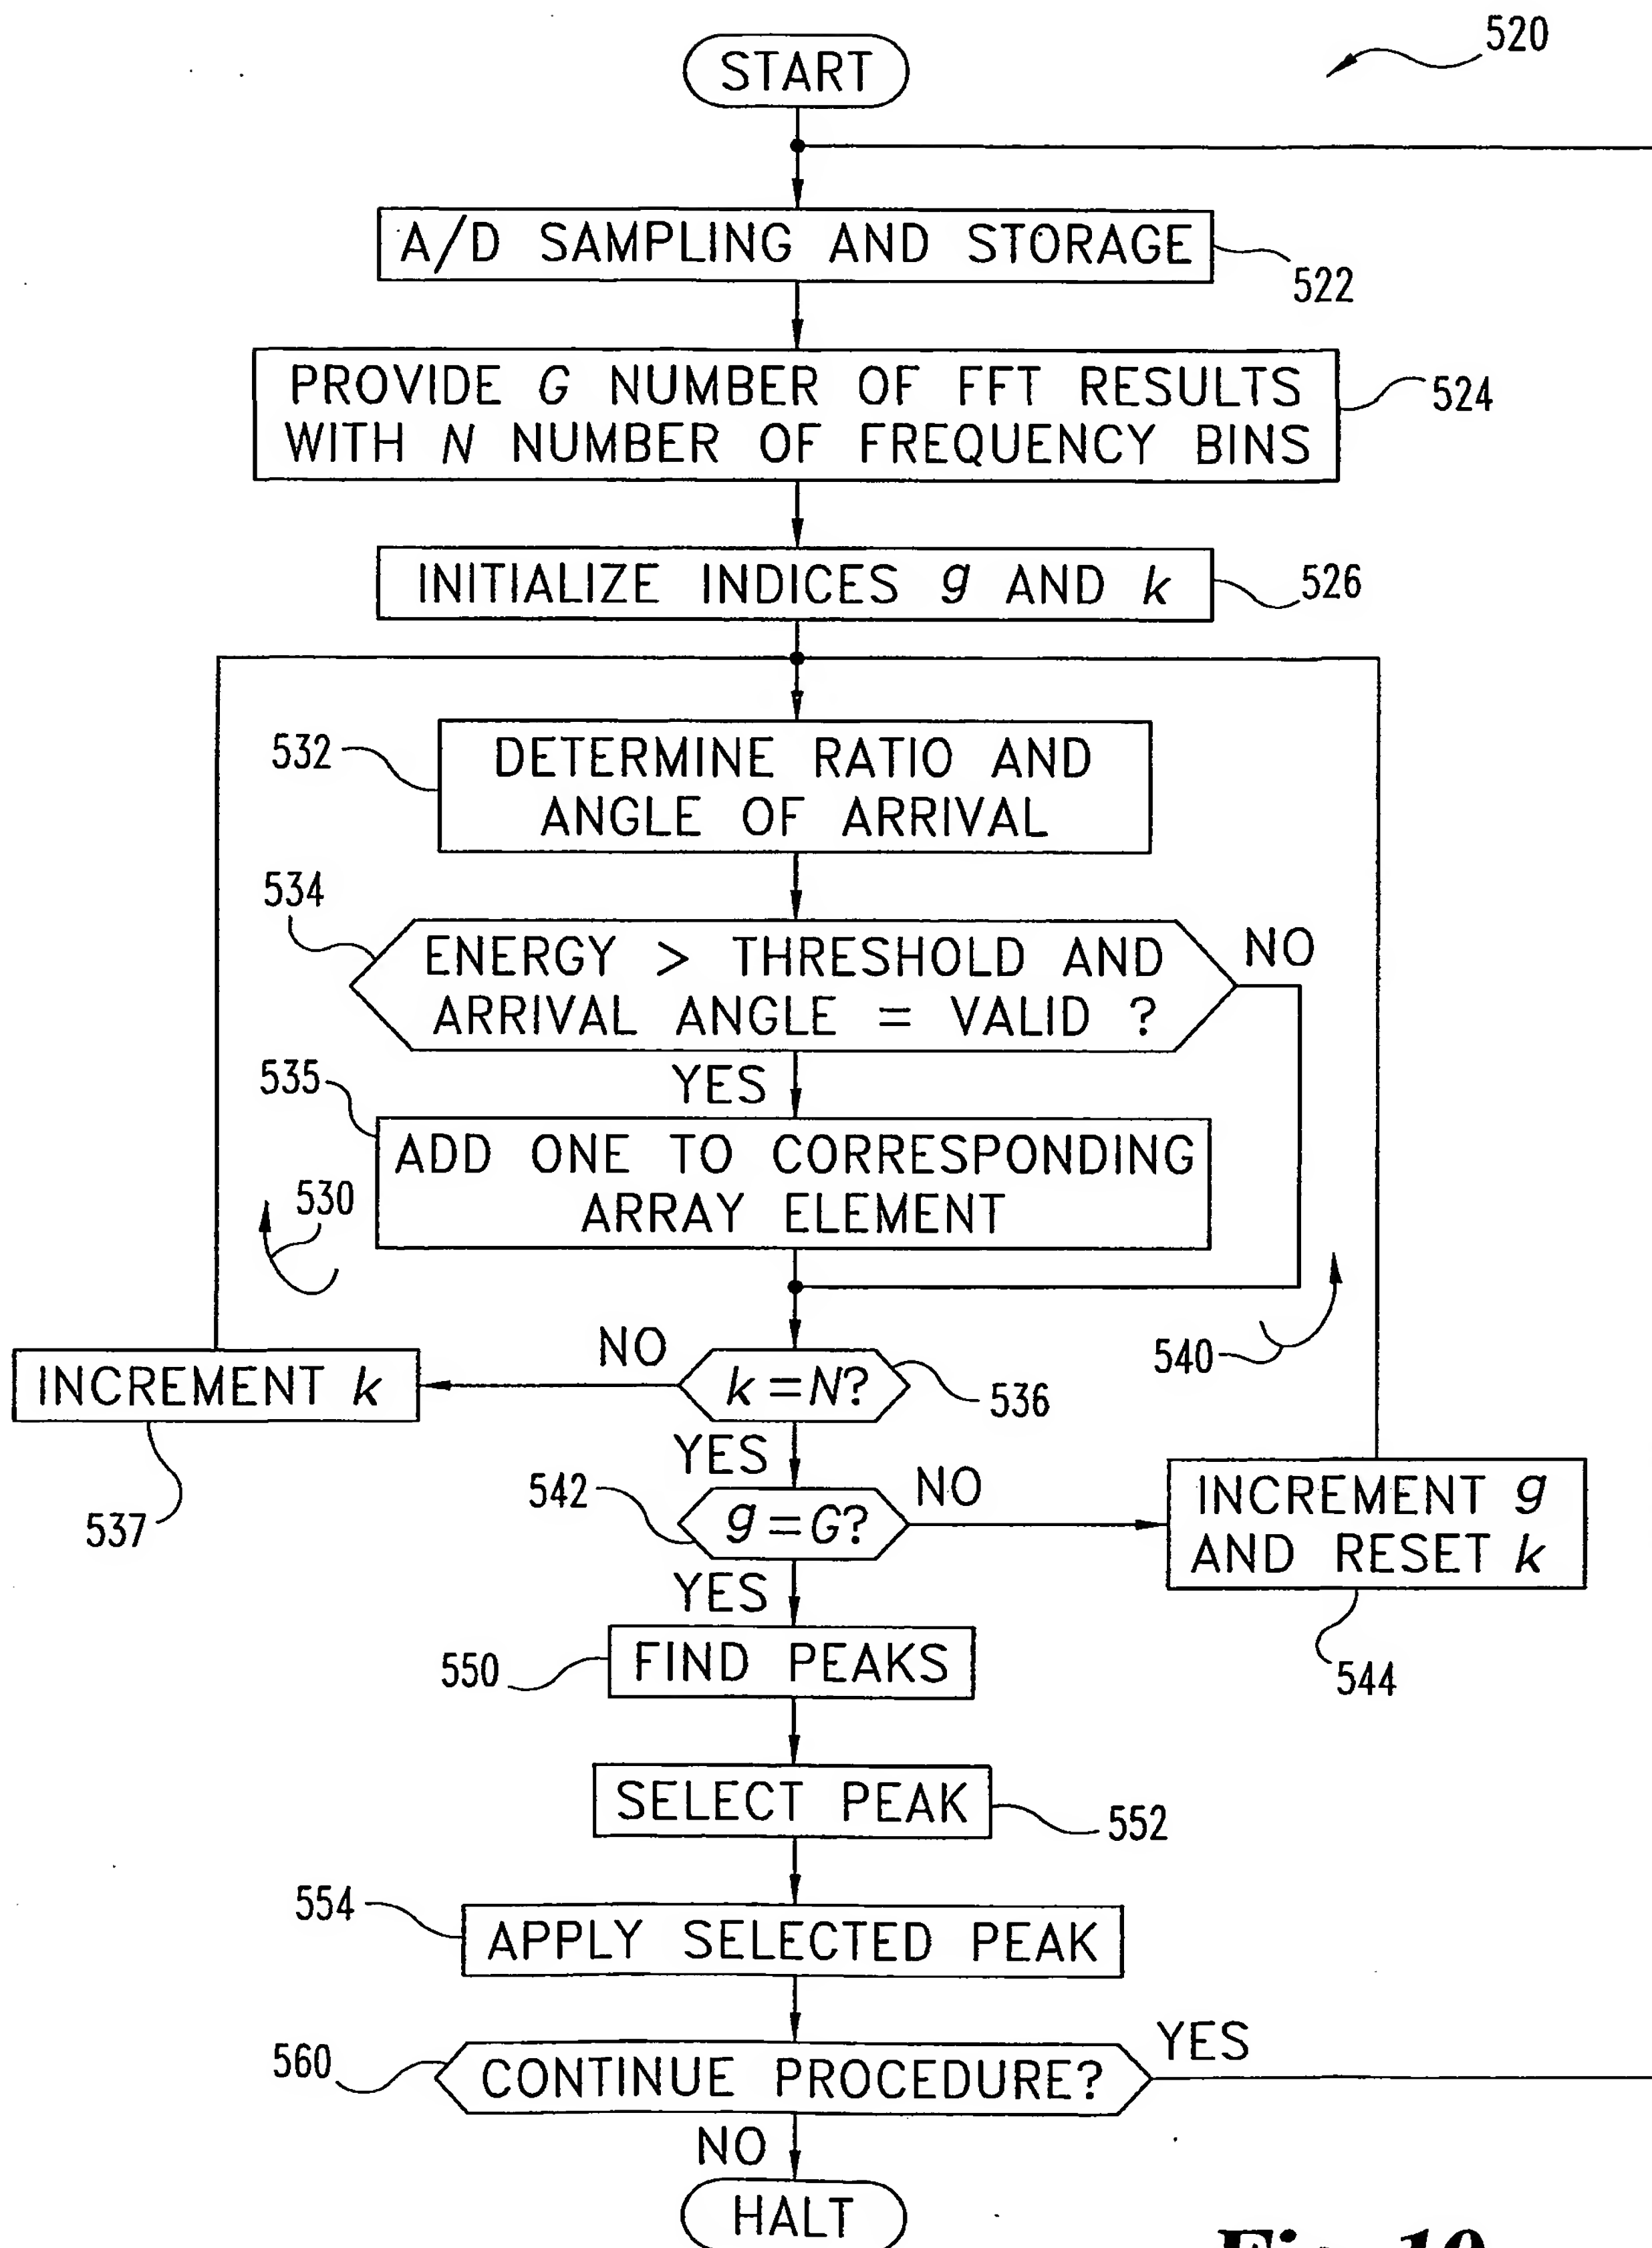 520
START
A/D SAMPLING AND STORAGE
522
PROVIDE G NUMBER OF FFT RESULTS
WITH N NUMBER OF FREQUENCY BINS
524
INITIALIZE INDICES g AND k
526
532
DETERMINE RATIO AND
ANGLE OF ARRIVAL
534
ENERGY > THRESHOLD AND
ARRIVAL ANGLE = VALID ?
NO
YES
535
ADD ONE TO CORRESPONDING
ARRAY ELEMENT
530
540
NO
INCREMENT k
k = N?
536
537
YES
542
g = G?
NO
INCREMENT g
AND RESET k
544
YES
550
FIND PEAKS
SELECT PEAK
552
554
APPLY SELECTED PEAK
560
CONTINUE PROCEDURE?
YES
NO
HALT
Fig. 10